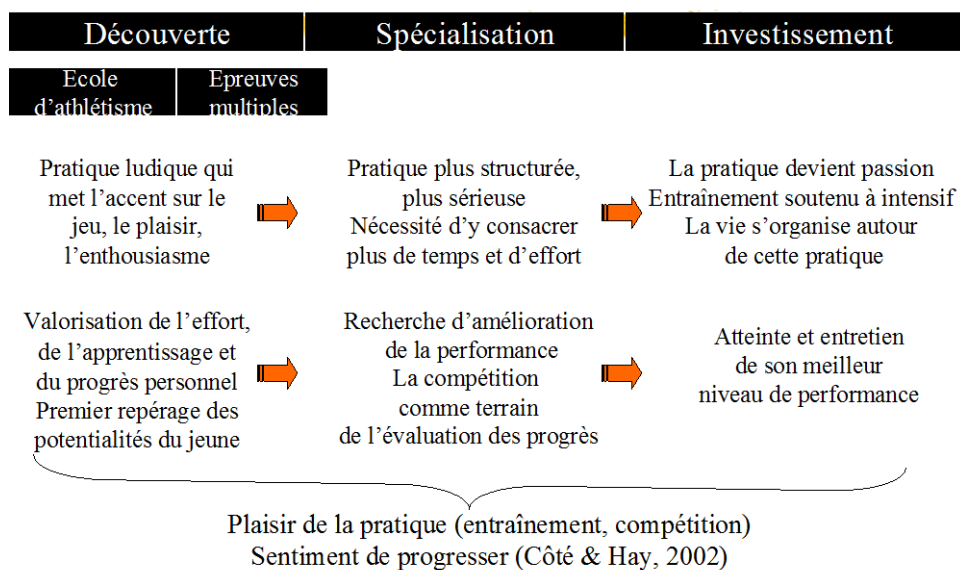 Découverte
Spécialisation
Investissement
Ecole
d'athlétisme
Epreuves
multiples
Pratique ludique qui
met l'accent sur le
jeu, le plaisir,
l'enthousiasme
Pratique plus structurée,
plus sérieuse
Nécessité d'y consacrer
plus de temps et d'effort
La pratique devient passion
Entraînement soutenu à intensif
La vie s'organise autour
de cette pratique
Valorisation de l'effort,
de l'apprentissage et
du progrès personnel
Premier repérage des
potentialités du jeune
Recherche d'amélioration
de la performance
La compétition
comme terrain
de l'évaluation des progrès
Atteinte et entretien
de son meilleur
niveau de performance
Plaisir de la pratique (entraînement, compétition)
Sentiment de progresser (Côté & Hay, 2002)